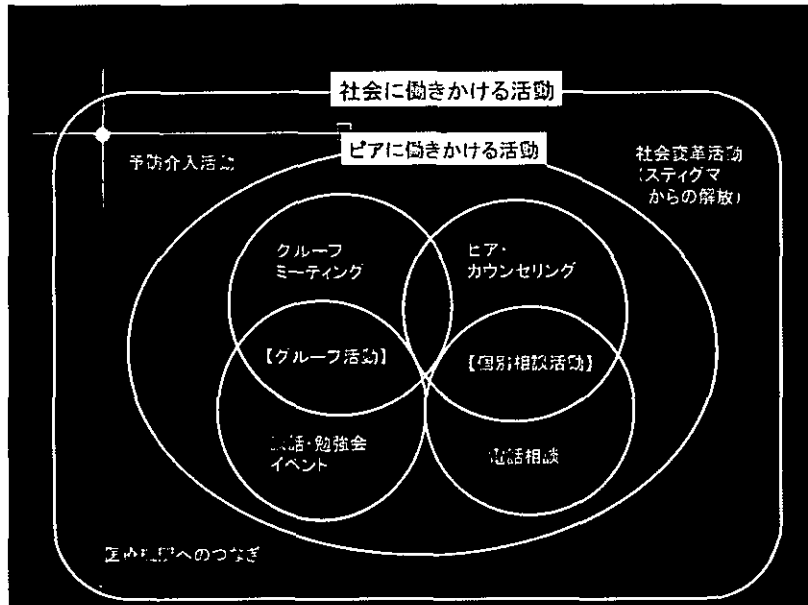 社会に働きかける活動
ピアに働きかける活動
予防介入活動
社会変革活動
(スティグマ
からの解放)
グループ
ミーティング
ピア・
カウンセリング
【グループ活動】
【個別相談活動】
・勉強会
イベント
電話相談
へのつなぎ